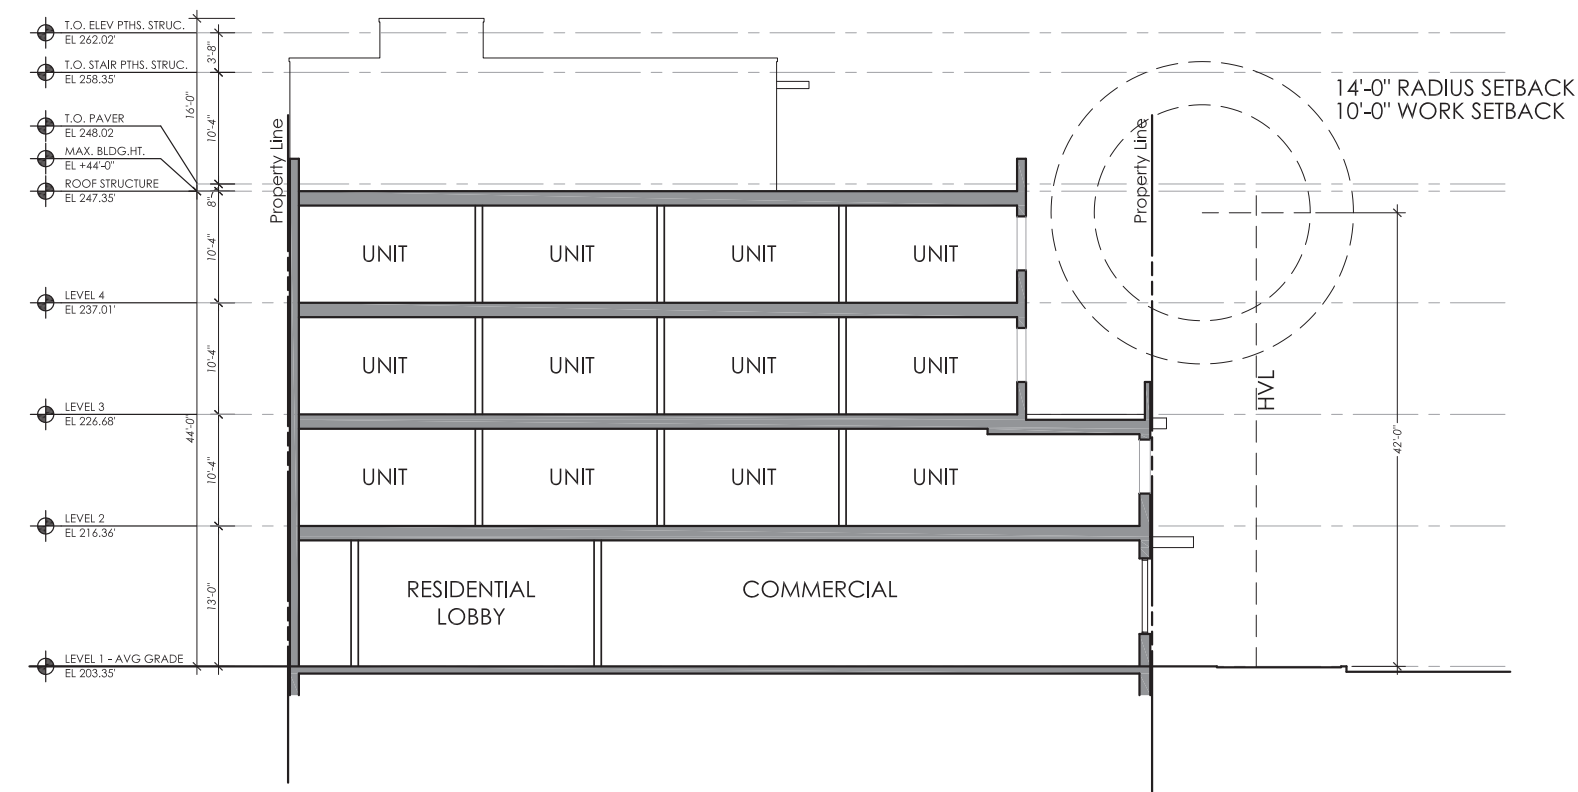 T.O. ELEV PTHS. STRUC.
EL 262.02'
T.O. STAIR PTHS. STRUC.
EL 258.35'
T.O. PAVER
EL 248.02
MAX. BLDG.HT.
EL +44'-0"
ROOF STRUCTURE
EL 247.35'
LEVEL 4
EL 237.01'
LEVEL 3
EL 226.68'
LEVEL 2
EL 216.36'
LEVEL 1 - AVG GRADE
EL 203.35'
16'-0"
44'-0"
3'-8"
10'-4"
8"
10'-4"
10'-4"
10'-4"
13'-0"
Property Line
UNIT UNIT UNIT UNIT
UNIT UNIT UNIT UNIT
UNIT UNIT UNIT UNIT
RESIDENTIAL
LOBBY
COMMERCIAL
Property Line
14'-0" RADIUS SETBACK
10'-0" WORK SETBACK
HVL
42'-0"